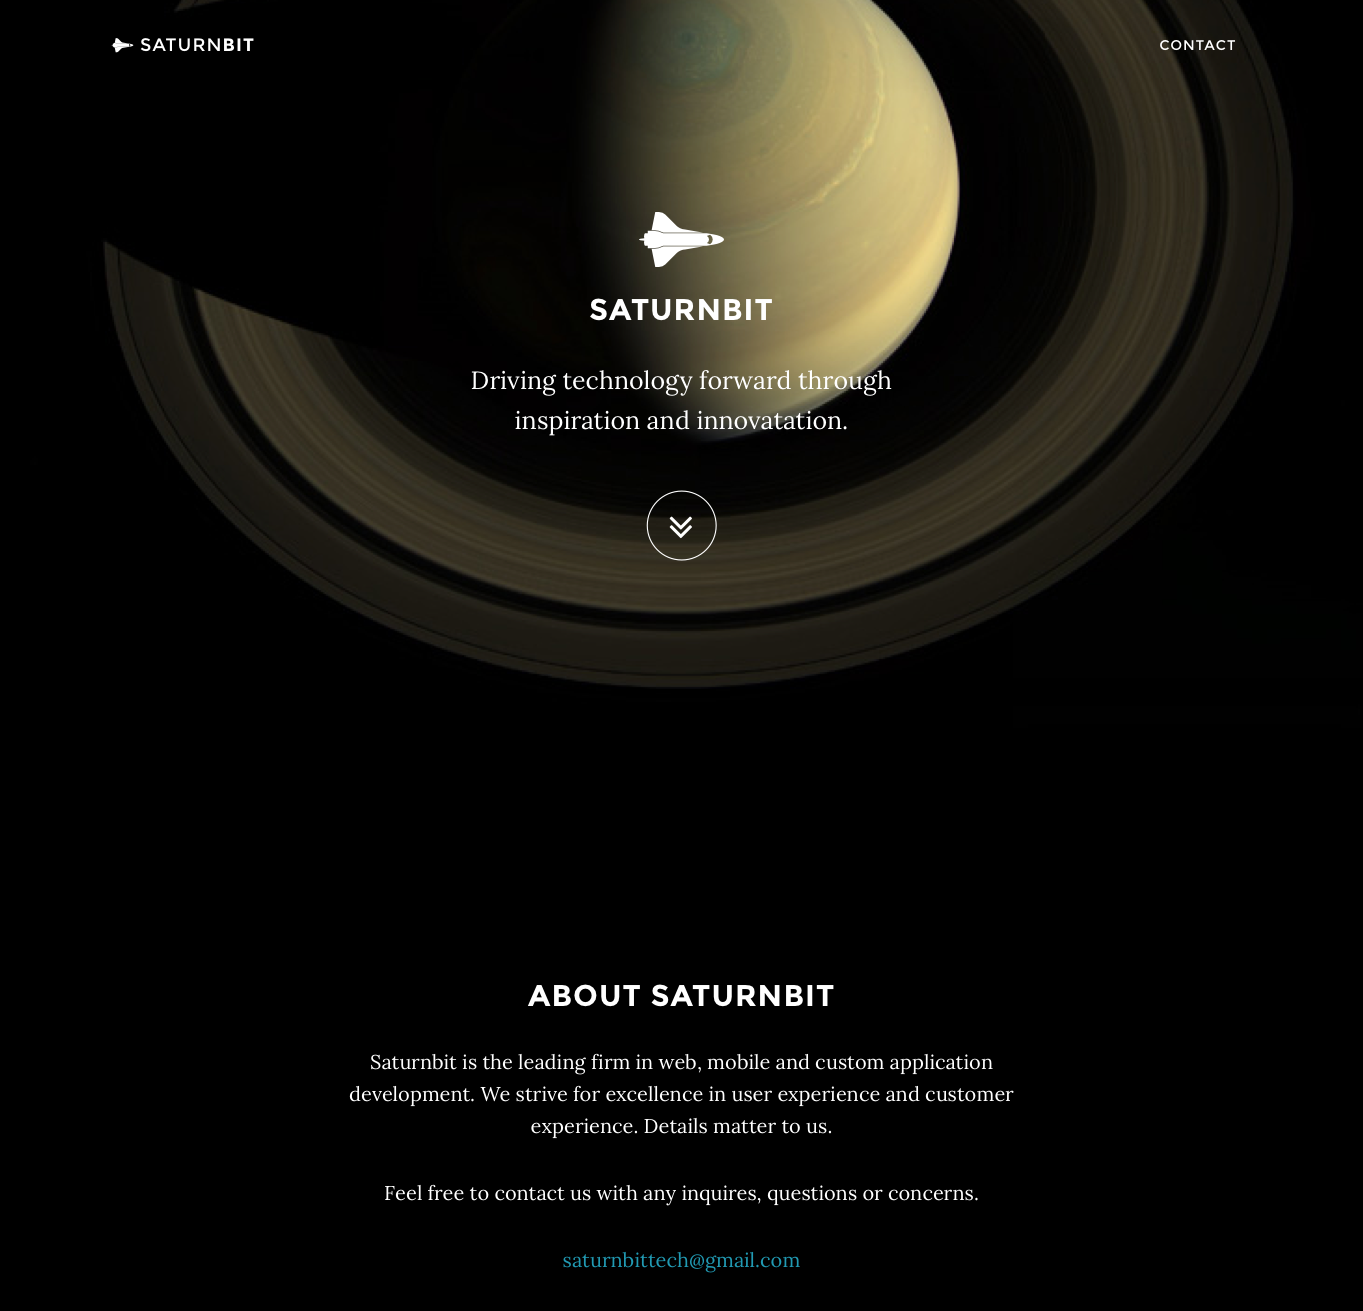 SATURNBIT
CONTACT
SATURNBIT
Driving technology forward through
inspiration and innovatation.
ABOUT SATURNBIT
Saturnbit is the leading firm in web, mobile and custom application
development. We strive for excellence in user experience and customer
experience. Details matter to us.
Feel free to contact us with any inquires, questions or concerns.
saturnbittech@gmail.com